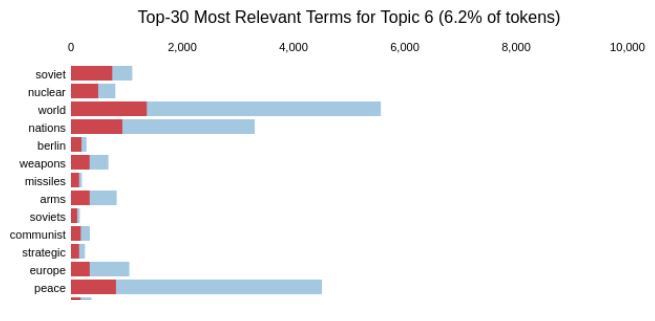 Top-30 Most Relevant Terms for Topic 6 (6.2% of tokens)
0 2,000 4,000 6,000 8,000 10,000
soviet
nuclear
world
nations
berlin
weapons
missiles
arms
soviets
communist
strategic
europe
peace